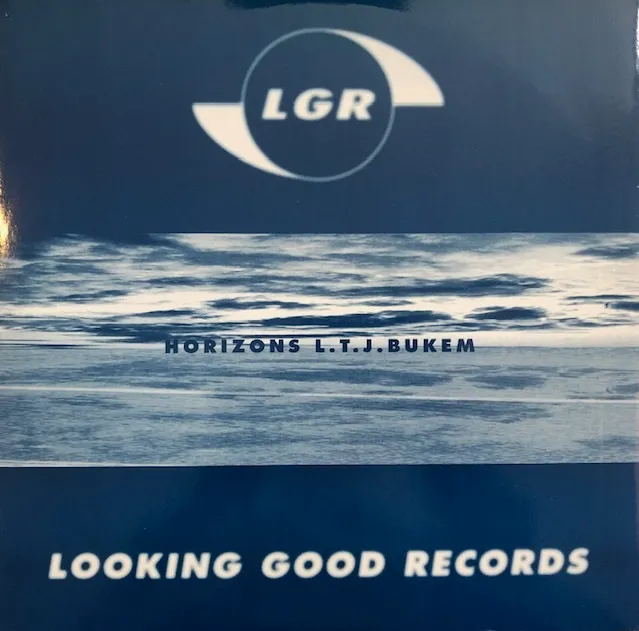 LGR
HORIZONS L.T.J.BUKEM
LOOKING GOOD RECORDS